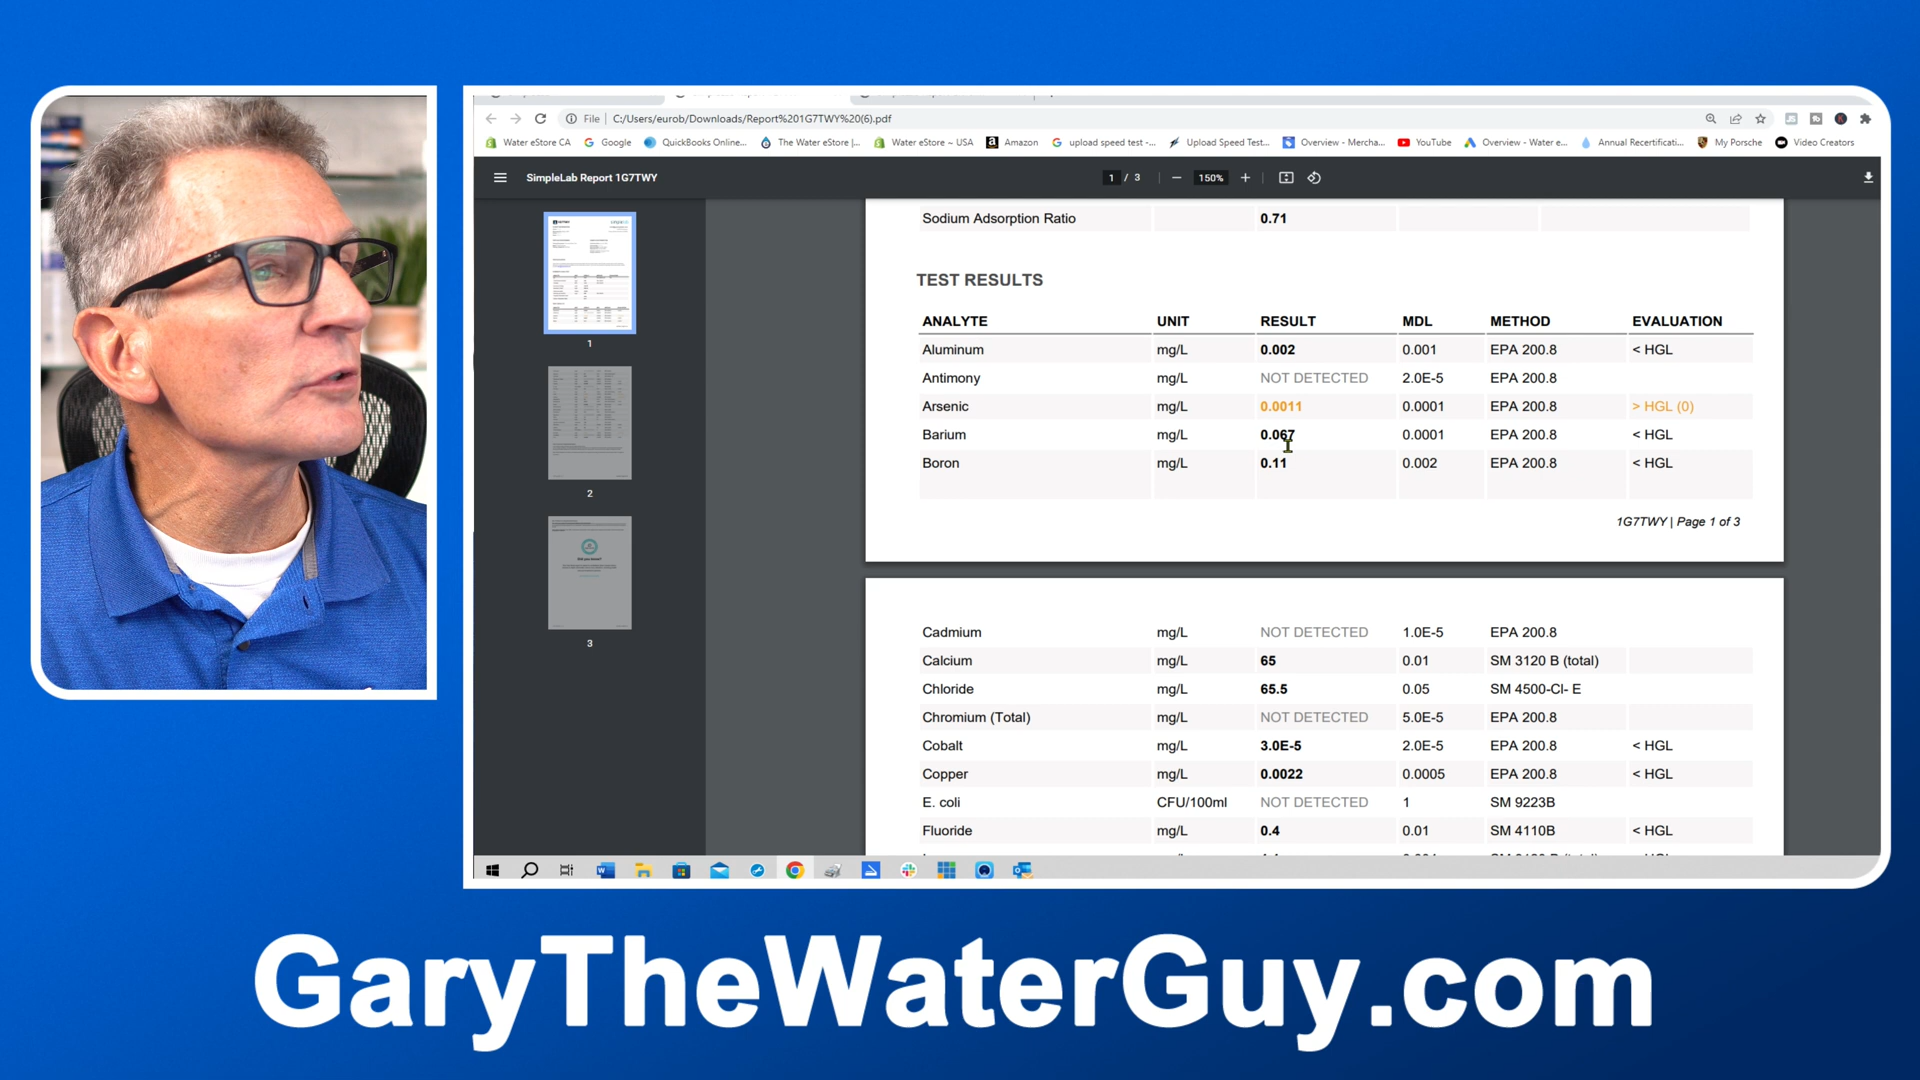 File | C:/Users/eurob/Downloads/Report%201G7TWY%20(6).pdf
Water eStore CA Google QuickBooks Online... The Water eStore |... Water eStore ~ USA Amazon upload speed test -... Upload Speed Test... Overview - Mercha... YouTube Overview - Water e... Annual Recertificati... My Porsche Video Creators
SimpleLab Report 1G7TWY 1 / 3 150%
1
2
3
Sodium Adsorption Ratio 0.71
TEST RESULTS
ANALYTE UNIT RESULT MDL METHOD EVALUATION
Aluminum mg/L 0.002 0.001 EPA 200.8 < HGL
Antimony mg/L NOT DETECTED 2.0E-5 EPA 200.8
Arsenic mg/L 0.0011 0.0001 EPA 200.8 > HGL (0)
Barium mg/L 0.067 0.0001 EPA 200.8 < HGL
Boron mg/L 0.11 0.002 EPA 200.8 < HGL
1G7TWY | Page 1 of 3
Cadmium mg/L NOT DETECTED 1.0E-5 EPA 200.8
Calcium mg/L 65 0.01 SM 3120 B (total)
Chloride mg/L 65.5 0.05 SM 4500-Cl- E
Chromium (Total) mg/L NOT DETECTED 5.0E-5 EPA 200.8
Cobalt mg/L 3.0E-5 2.0E-5 EPA 200.8 < HGL
Copper mg/L 0.0022 0.0005 EPA 200.8 < HGL
E. coli CFU/100ml NOT DETECTED 1 SM 9223B
Fluoride mg/L 0.4 0.01 SM 4110B < HGL
GaryTheWaterGuy.com